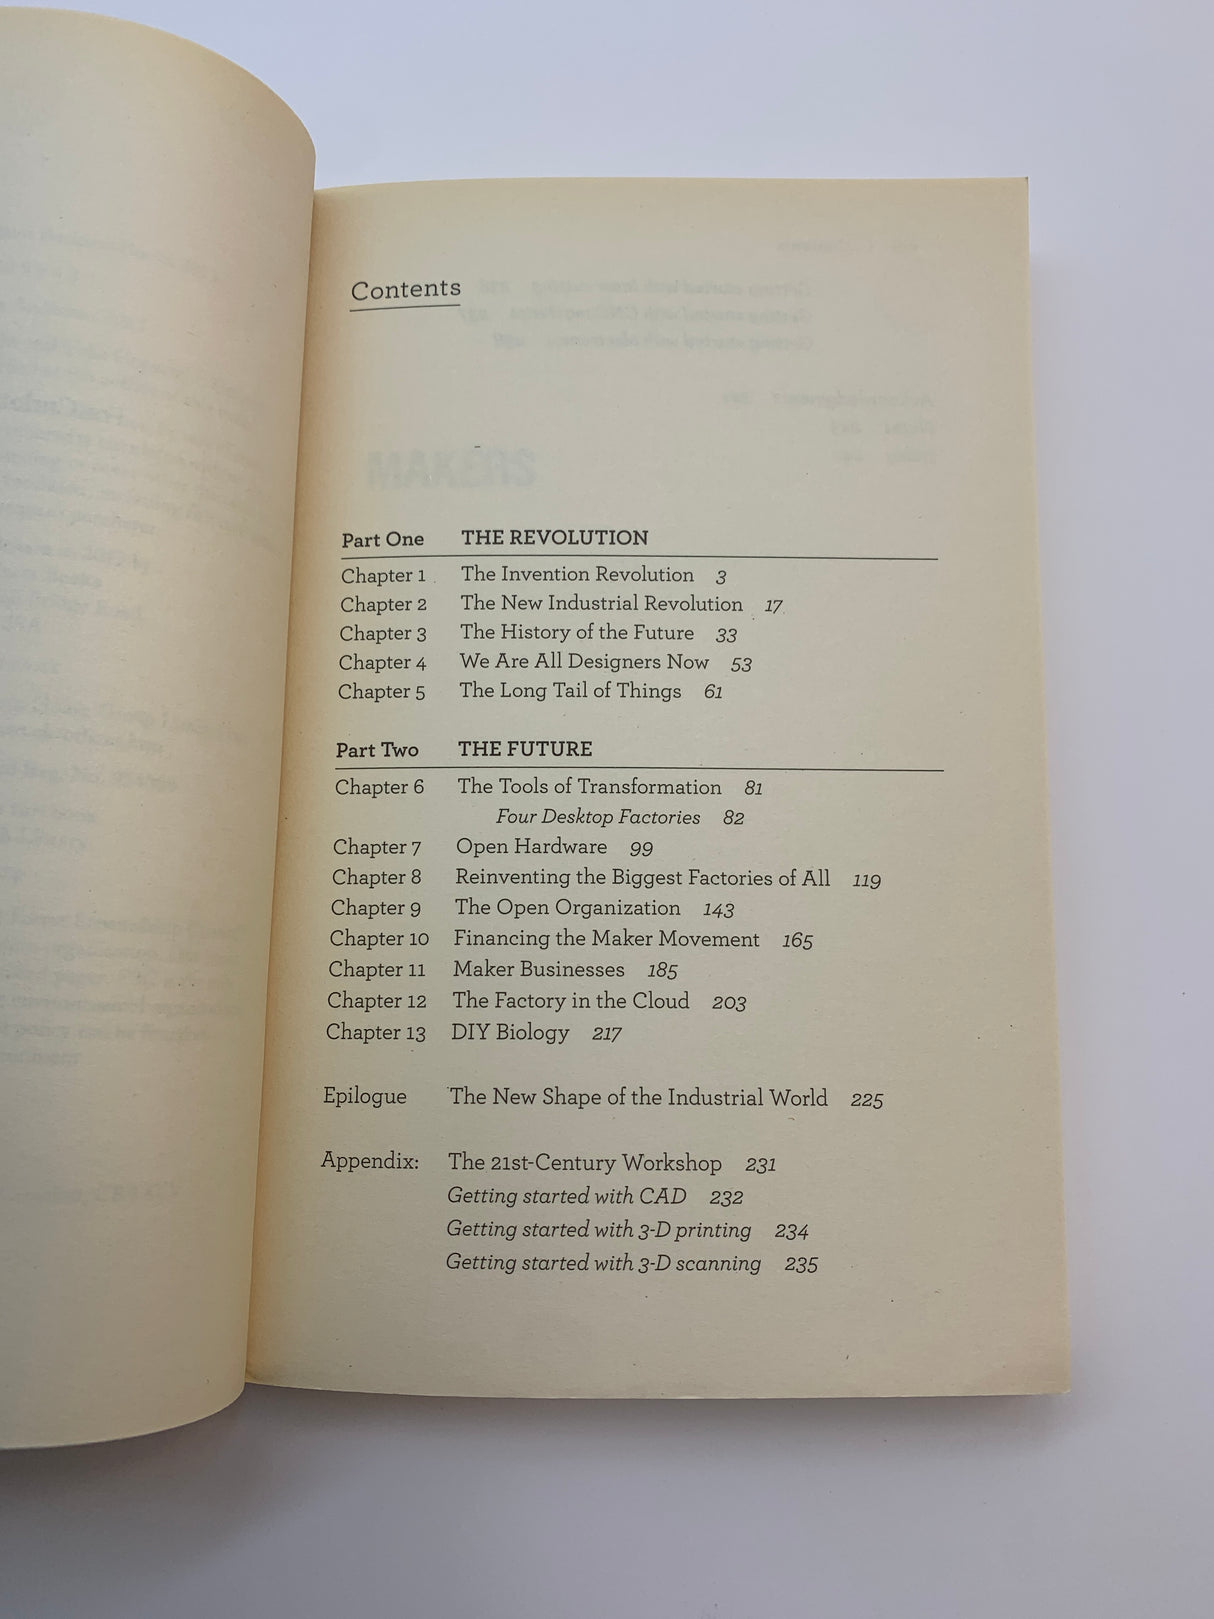 Contents
MAKERS
Part One THE REVOLUTION
Chapter 1 The Invention Revolution 3
Chapter 2 The New Industrial Revolution 17
Chapter 3 The History of the Future 33
Chapter 4 We Are All Designers Now 53
Chapter 5 The Long Tail of Things 61
Part Two THE FUTURE
Chapter 6 The Tools of Transformation 81
Four Desktop Factories 82
Chapter 7 Open Hardware 99
Chapter 8 Reinventing the Biggest Factories of All 119
Chapter 9 The Open Organization 143
Chapter 10 Financing the Maker Movement 165
Chapter 11 Maker Businesses 185
Chapter 12 The Factory in the Cloud 203
Chapter 13 DIY Biology 217
Epilogue The New Shape of the Industrial World 225
Appendix: The 21st-Century Workshop 231
Getting started with CAD 232
Getting started with 3-D printing 234
Getting started with 3-D scanning 235